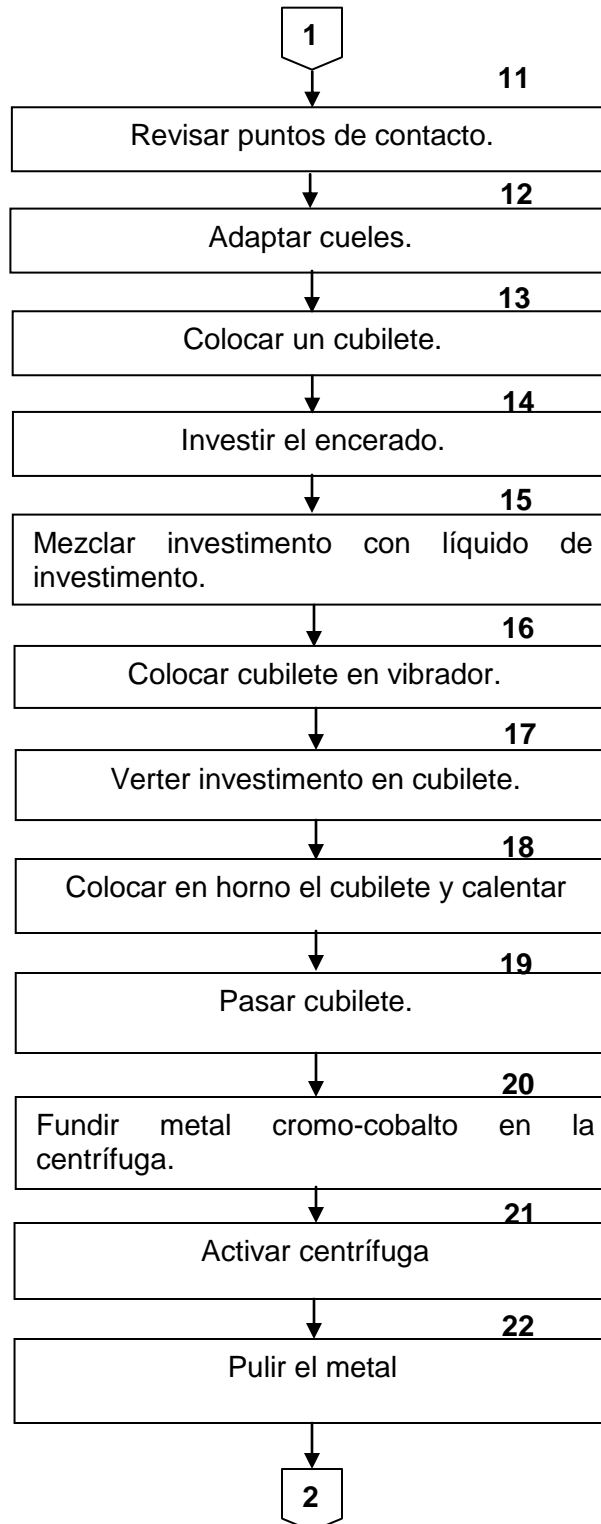 1
11
Revisar puntos de contacto.
12
Adaptar cueles.
13
Colocar un cubilete.
14
Investir el encerado.
15
Mezclar investimento con líquido de
investimento.
16
Colocar cubilete en vibrador.
17
Verter investimento en cubilete.
18
Colocar en horno el cubilete y calentar
19
Pasar cubilete.
20
Fundir metal cromo-cobalto en la
centrífuga.
21
Activar centrífuga
22
Pulir el metal
2